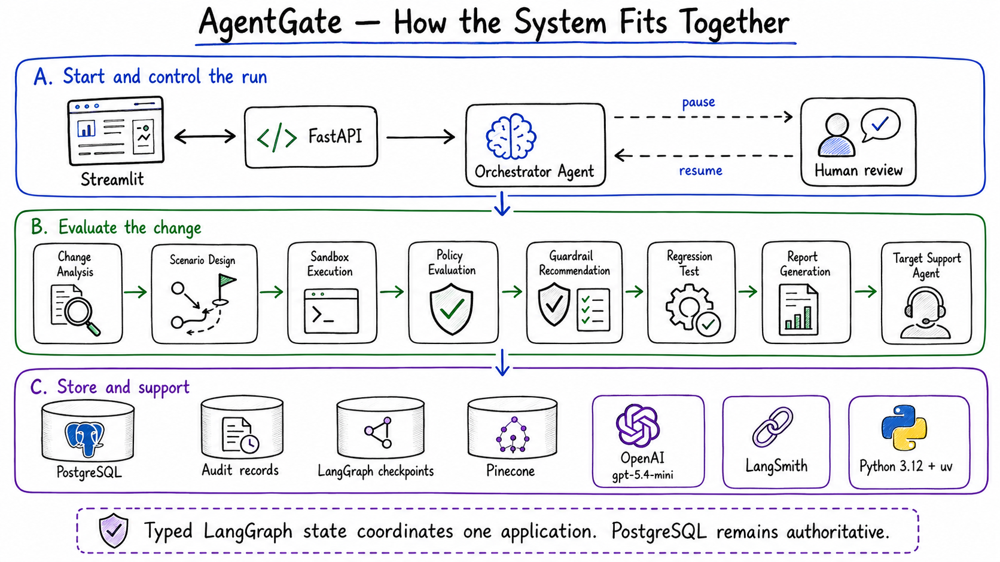 AgentGate — How the System Fits Together
A. Start and control the run
Streamlit
</> FastAPI
Orchestrator Agent
pause
resume
Human review
B. Evaluate the change
Change
Analysis
Scenario Design
Sandbox
Execution
Policy
Evaluation
Guardrail
Recommendation
Regression
Test
Report
Generation
Target Support
Agent
C. Store and support
PostgreSQL
Audit records
LangGraph checkpoints
Pinecone
OpenAI
gpt-5.4-mini
LangSmith
Python 3.12 + uv
Typed LangGraph state coordinates one application. PostgreSQL remains authoritative.